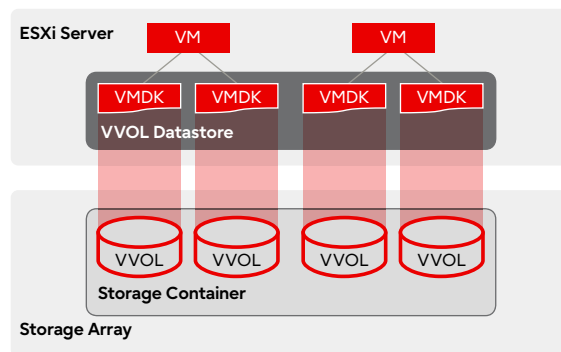 ESXi Server
VM
VM
VMDK
VMDK
VMDK
VMDK
VVOL Datastore
VVOL
VVOL
VVOL
VVOL
Storage Container
Storage Array